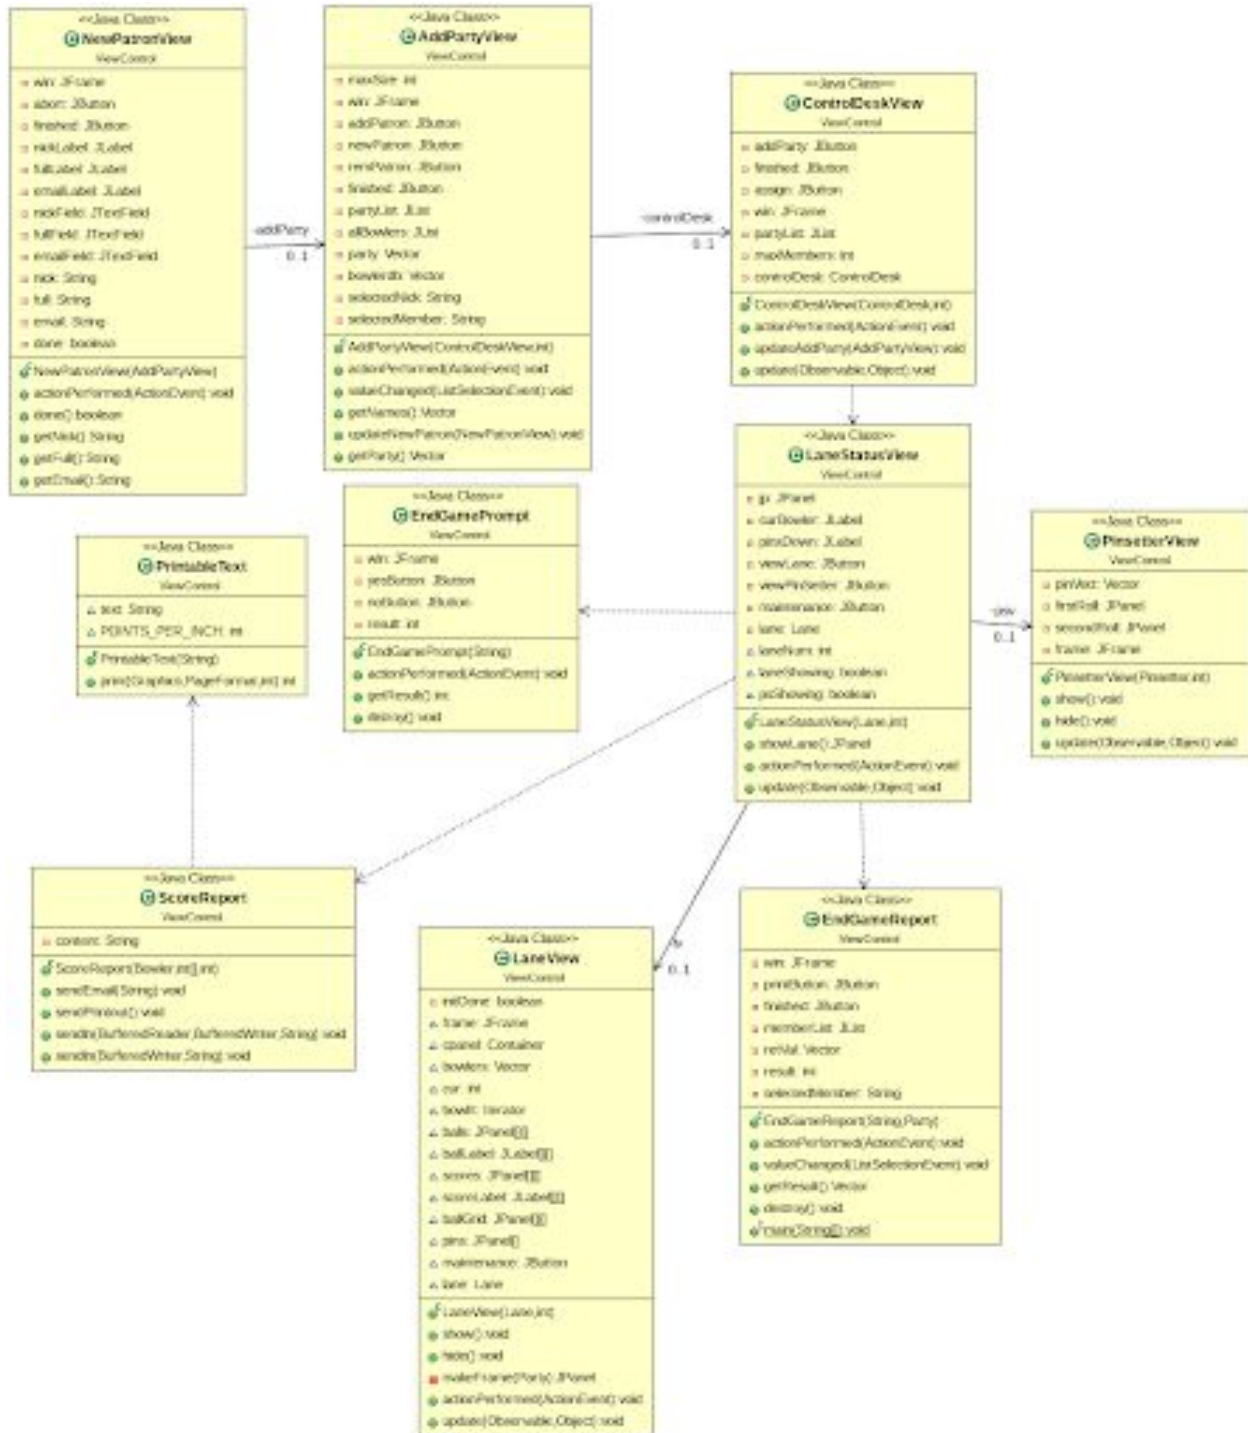 <<Java Class>>
NewPatronView
ViewControl
win: JFrame
abort: JButton
finished: JButton
nickLabel: JLabel
fullLabel: JLabel
emailLabel: JLabel
nickField: JTextField
fullField: JTextField
emailField: JTextField
nick: String
full: String
email: String
done: boolean
NewPatronView(AddPartyView)
actionPerformed(ActionEvent):void
done():boolean
getNick():String
getFull():String
getEmail():String
-addParty
0..1
<<Java Class>>
AddPartyView
ViewControl
maxSize: int
win: JFrame
addPatron: JButton
newPatron: JButton
remPatron: JButton
finished: JButton
partyList: JList
allBowlers: JList
party: Vector
bowlerdb: Vector
selectedNick: String
selectedMember: String
AddPartyView(ControlDeskView,int)
actionPerformed(ActionEvent):void
valueChanged(ListSelectionEvent):void
getNames():Vector
updateNewPatron(NewPatronView):void
getParty():Vector
-controlDesk
0..1
<<Java Class>>
ControlDeskView
ViewControl
addParty: JButton
finished: JButton
assign: JButton
win: JFrame
partyList: JList
maxMembers: int
controlDesk: ControlDesk
ControlDeskView(ControlDesk,int)
actionPerformed(ActionEvent):void
updateAddParty(AddPartyView):void
update(Observable,Object):void
<<Java Class>>
LaneStatusView
ViewControl
jp: JPanel
curBowler: JLabel
pinsDown: JLabel
viewLane: JButton
viewPinSetter: JButton
maintenance: JButton
lane: Lane
laneNum: int
laneShowing: boolean
psShowing: boolean
LaneStatusView(Lane,int)
showLane():JPanel
actionPerformed(ActionEvent):void
update(Observable,Object):void
-psv
0..1
<<Java Class>>
PinsetterView
ViewControl
pinVect: Vector
firstRoll: JPanel
secondRoll: JPanel
frame: JFrame
PinsetterView(Pinsetter,int)
show():void
hide():void
update(Observable,Object):void
<<Java Class>>
EndGamePrompt
ViewControl
win: JFrame
yesButton: JButton
noButton: JButton
result: int
EndGamePrompt(String)
actionPerformed(ActionEvent):void
getResult():int
destroy():void
<<Java Class>>
PrintableText
ViewControl
text: String
POINTS_PER_INCH: int
PrintableText(String)
print(Graphics,PageFormat,int):int
<<Java Class>>
ScoreReport
ViewControl
content: String
ScoreReport(Bowler,int[],int)
sendEmail(String):void
sendPrintout():void
sendln(BufferedReader,BufferedWriter,String):void
sendln(BufferedWriter,String):void
0..1
<<Java Class>>
LaneView
ViewControl
initDone: boolean
frame: JFrame
cpanel: Container
bowlers: Vector
cur: int
bowlIt: Iterator
balls: JPanel[][]
ballLabel: JLabel[][]
scores: JPanel[][]
scoreLabel: JLabel[][]
ballGrid: JPanel[][]
pins: JPanel[]
maintenance: JButton
lane: Lane
LaneView(Lane,int)
show():void
hide():void
makeFrame(Party):JPanel
actionPerformed(ActionEvent):void
update(Observable,Object):void
<<Java Class>>
EndGameReport
ViewControl
win: JFrame
printButton: JButton
finished: JButton
memberList: JList
retVal: Vector
result: int
selectedMember: String
EndGameReport(String,Party)
actionPerformed(ActionEvent):void
valueChanged(ListSelectionEvent):void
getResult():Vector
destroy():void
main(String[]):void